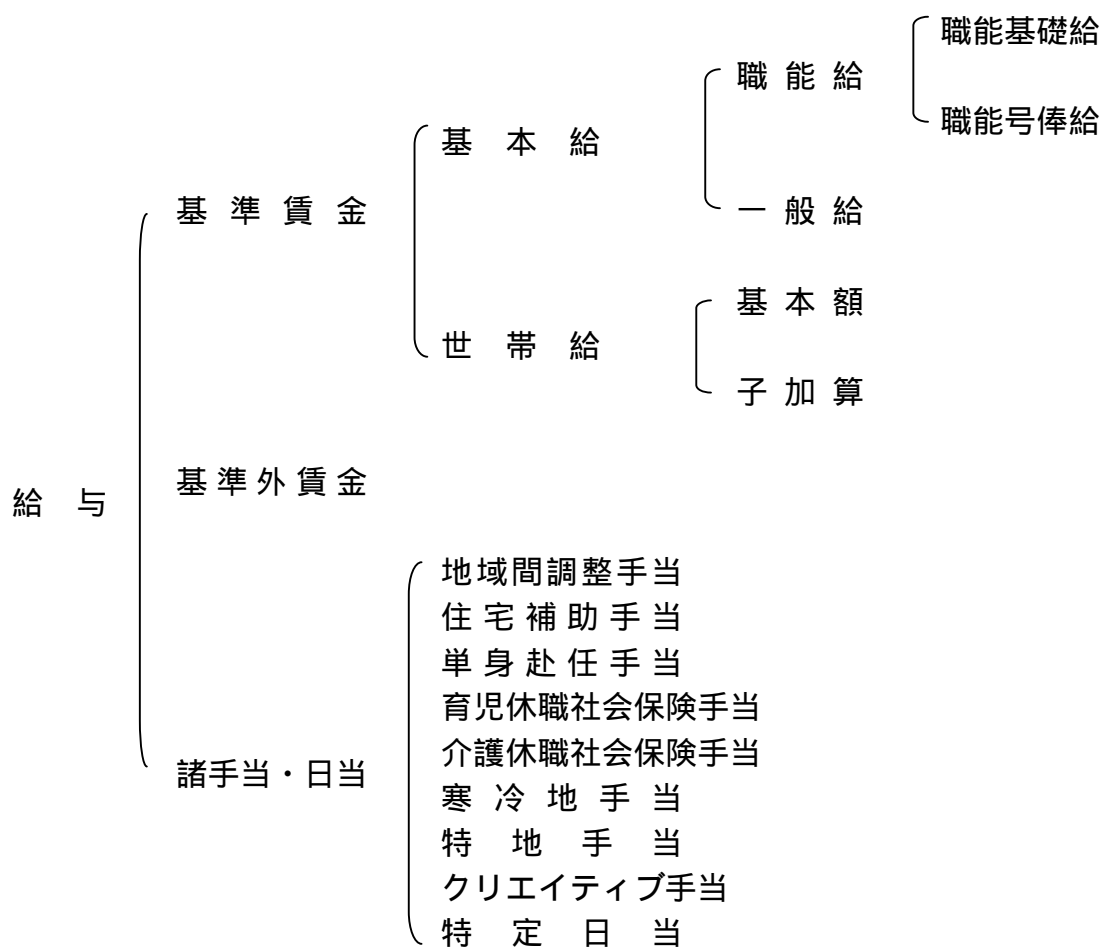 職能基礎給
職能給
職能号俸給
基本給
一般給
基準賃金
基本額
世帯給
子加算
基準外賃金
給与
地域間調整手当
住宅補助手当
単身赴任手当
育児休職社会保険手当
介護休職社会保険手当
諸手当・日当
寒冷地手当
特地手当
クリエイティブ手当
特定日当